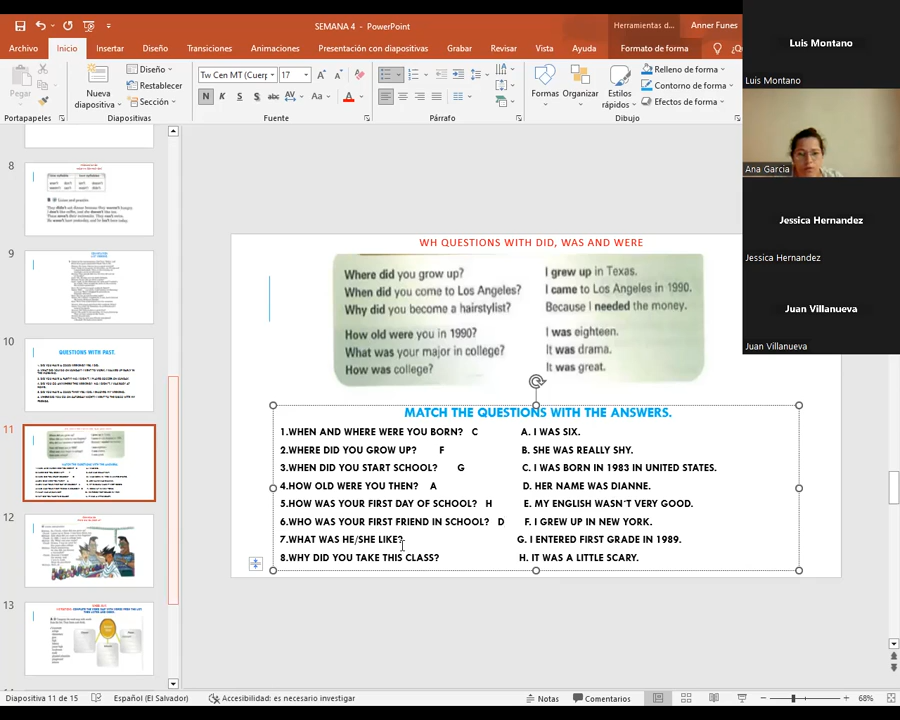 SEMANA 4 - PowerPoint
Herramientas d...
Anner Funes
Archivo Inicio Insertar Diseño Transiciones Animaciones Presentación con diapositivas Grabar Revisar Vista Ayuda Formato de forma
Pegar
Portapapeles
Nueva diapositiva
Diseño
Restablecer
Sección
Diapositivas
Tw Cen MT (Cuerp 17
N K S S abc AV Aa A
Fuente
Párrafo
Formas
Organizar
Estilos rápidos
Relleno de forma
Contorno de forma
Efectos de forma
Dibujo
Luis Montano
Luis Montano
Ana Garcia
Jessica Hernandez
Jessica Hernandez
Juan Villanueva
Juan Villanueva
8
9
10
QUESTIONS WITH PAST.
11
12
13
WH QUESTIONS WITH DID, WAS AND WERE
Where did you grow up? I grew up in Texas.
When did you come to Los Angeles? I came to Los Angeles in 1990.
Why did you become a hairstylist? Because I needed the money.
How old were you in 1990? I was eighteen.
What was your major in college? It was drama.
How was college? It was great.
MATCH THE QUESTIONS WITH THE ANSWERS.
1.WHEN AND WHERE WERE YOU BORN? C A. I WAS SIX.
2.WHERE DID YOU GROW UP? F B. SHE WAS REALLY SHY.
3.WHEN DID YOU START SCHOOL? G C. I WAS BORN IN 1983 IN UNITED STATES.
4.HOW OLD WERE YOU THEN? A D. HER NAME WAS DIANNE.
5.HOW WAS YOUR FIRST DAY OF SCHOOL? H E. MY ENGLISH WASN'T VERY GOOD.
6.WHO WAS YOUR FIRST FRIEND IN SCHOOL? D F. I GREW UP IN NEW YORK.
7.WHAT WAS HE/SHE LIKE? G. I ENTERED FIRST GRADE IN 1989.
8.WHY DID YOU TAKE THIS CLASS? H. IT WAS A LITTLE SCARY.
Diapositiva 11 de 15 Español (El Salvador) Accesibilidad: es necesario investigar Notas Comentarios 68%